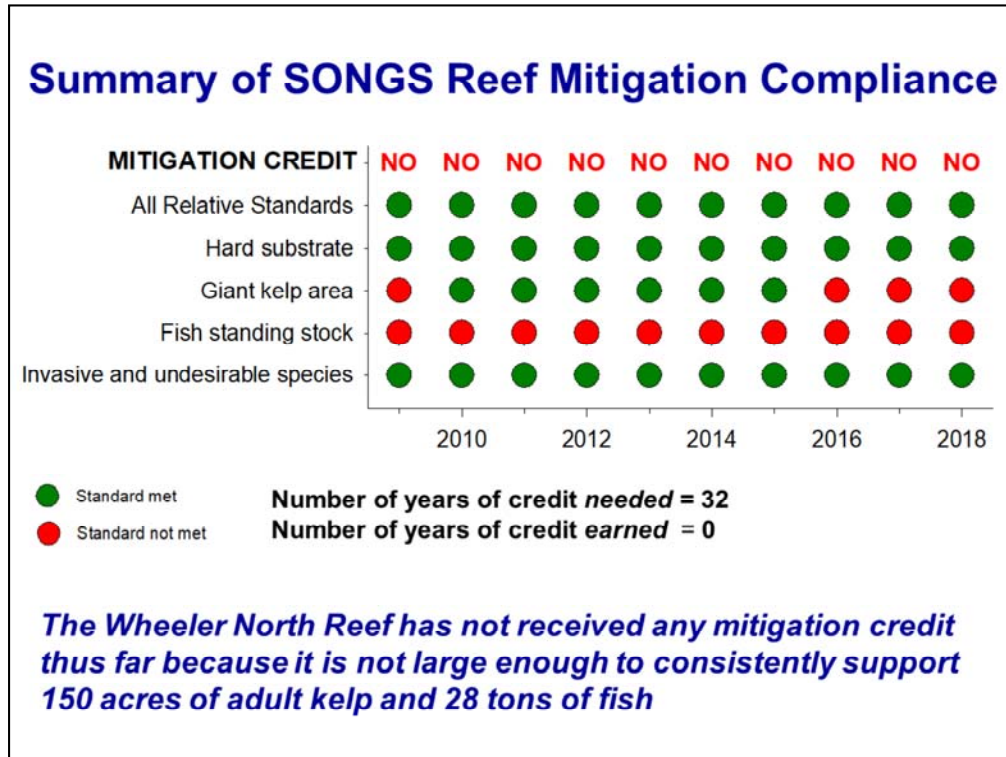 Summary of SONGS Reef Mitigation Compliance
MITIGATION CREDIT NO NO NO NO NO NO NO NO NO NO
All Relative Standards
Hard substrate
Giant kelp area
Fish standing stock
Invasive and undesirable species
2010 2012 2014 2016 2018
Standard met
Standard not met
Number of years of credit needed = 32
Number of years of credit earned = 0
The Wheeler North Reef has not received any mitigation credit
thus far because it is not large enough to consistently support
150 acres of adult kelp and 28 tons of fish